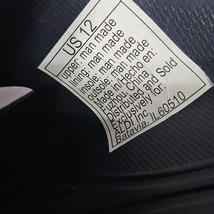 US 12
upper: man made
lining: man made
insole: man made
outsole: man made
Made in/Hecho en:
Fuzhou, China
Distributed and Sold
Exclusively for:
ALDI Inc.
Batavia, IL 60510